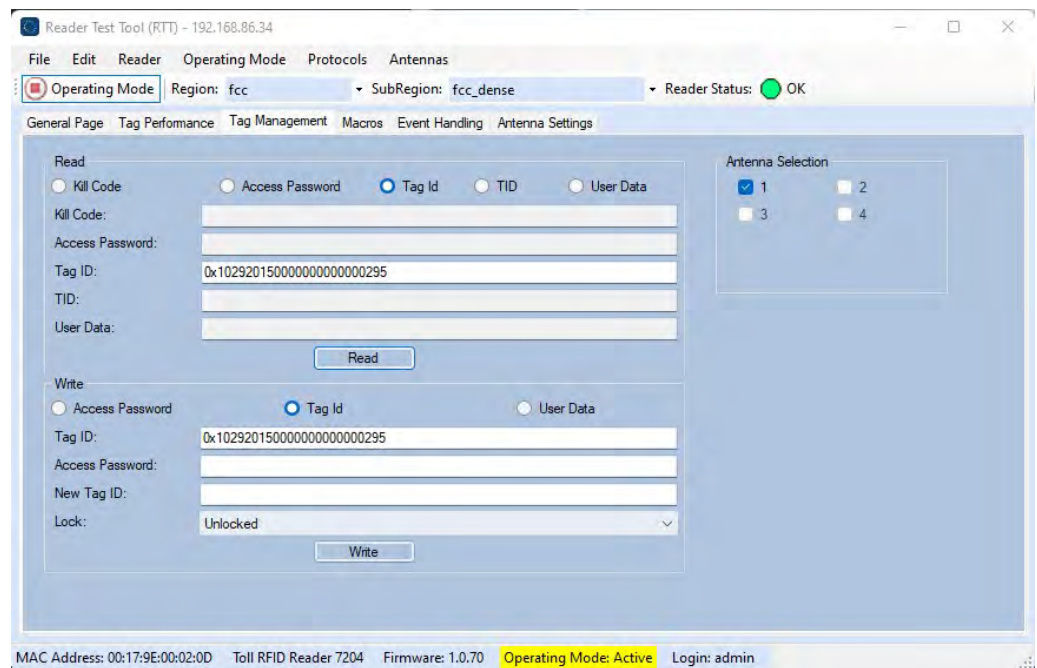 Reader Test Tool (RTT) - 192.168.86.34
File Edit Reader Operating Mode Protocols Antennas
Operating Mode Region: fcc SubRegion: fcc_dense Reader Status: OK
General Page Tag Performance Tag Management Macros Event Handling Antenna Settings
Read
Kill Code Access Password Tag Id TID User Data
Kill Code:
Access Password:
Tag ID: 0x102920150000000000000295
TID:
User Data:
Read
Write
Access Password Tag Id User Data
Tag ID: 0x102920150000000000000295
Access Password:
New Tag ID:
Lock: Unlocked
Write
Antenna Selection
1 2
3 4
MAC Address: 00:17:9E:00:02:0D Toll RFID Reader 7204 Firmware: 1.0.70 Operating Mode: Active Login: admin